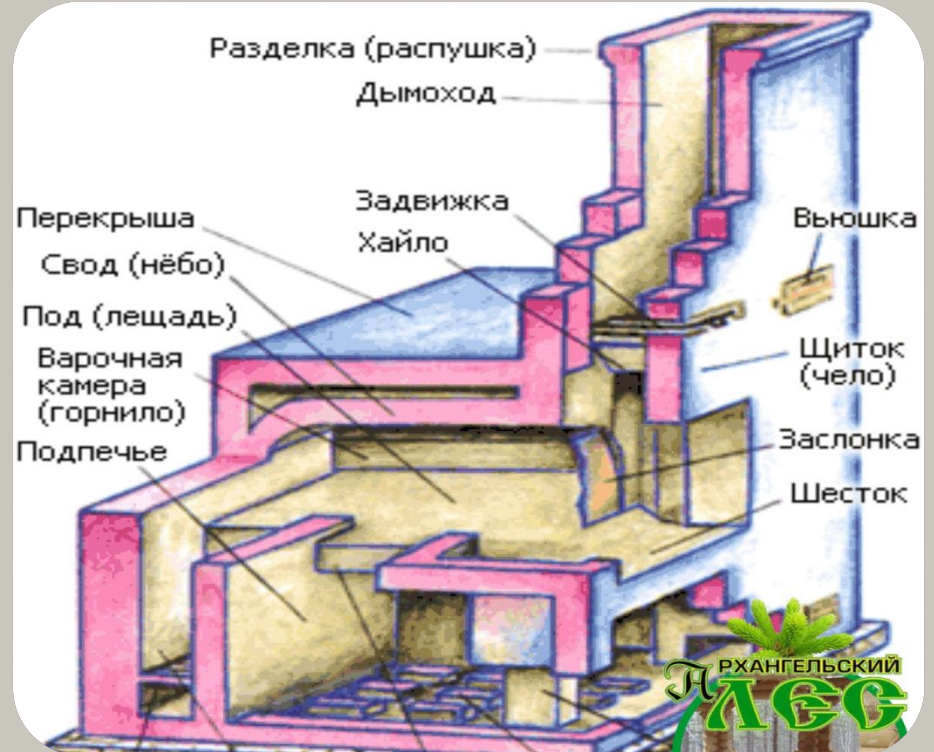 Разделка (распушка)
Дымоход
Задвижка
Перекрыша
Вьюшка
Хайло
Свод (нёбо)
Под (лещадь)
Щиток
(чело)
Варочная
камера
(горнило)
Заслонка
Подпечье
Шесток
АРХАНГЕЛЬСКИЙ
ЛЕС